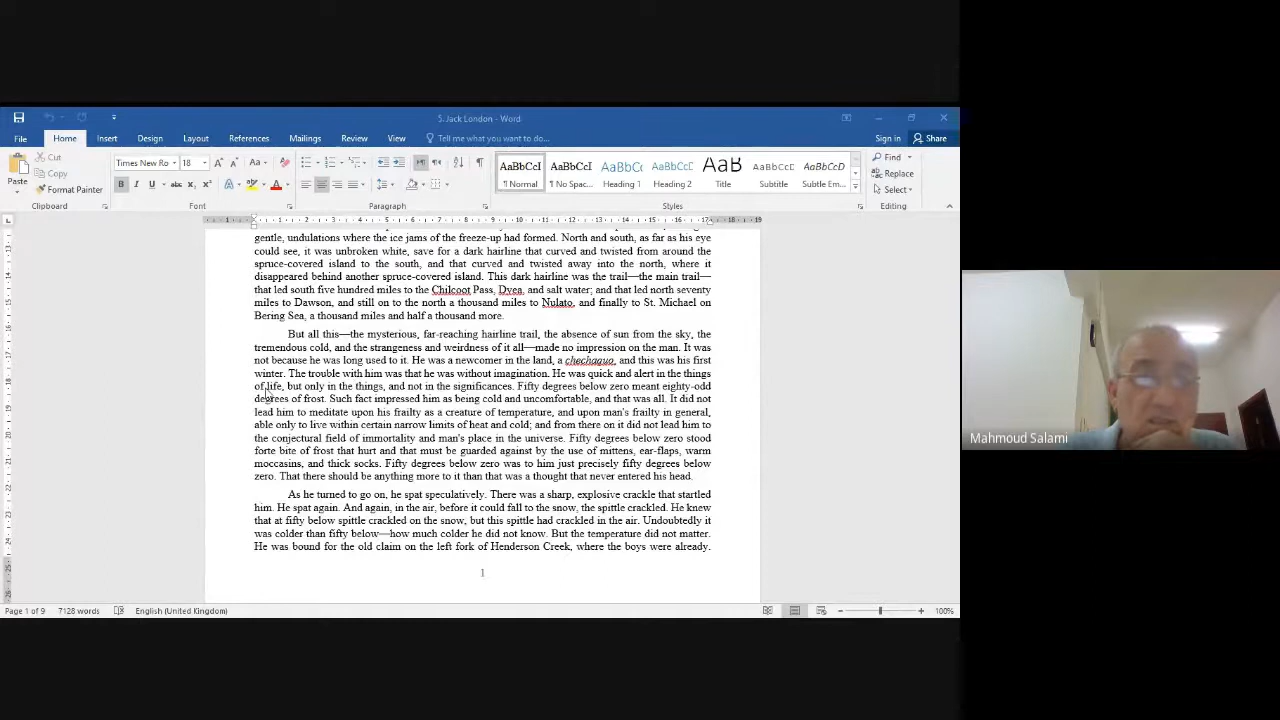 5. Jack London - Word
File Home Insert Design Layout References Mailings Review View Tell me what you want to do... Sign in Share
Paste Cut Copy Format Painter
Times New Ro 18
AaBbCcI AaBbCcI AaBbCc AaBbCcE AaB AaBbCcD AaBbCcD
¶ Normal ¶ No Spac... Heading 1 Heading 2 Title Subtitle Subtle Em...
Find Replace Select
Clipboard Font Paragraph Styles Editing
gentle, undulations where the ice jams of the freeze-up had formed. North and south, as far as his eye
could see, it was unbroken white, save for a dark hairline that curved and twisted from around the
spruce-covered island to the south, and that curved and twisted away into the north, where it
disappeared behind another spruce-covered island. This dark hairline was the trail—the main trail—
that led south five hundred miles to the Chilcoot Pass, Dyea, and salt water; and that led north seventy
miles to Dawson, and still on to the north a thousand miles to Nulato, and finally to St. Michael on
Bering Sea, a thousand miles and half a thousand more.
But all this—the mysterious, far-reaching hairline trail, the absence of sun from the sky, the
tremendous cold, and the strangeness and weirdness of it all—made no impression on the man. It was
not because he was long used to it. He was a newcomer in the land, a chechaquo, and this was his first
winter. The trouble with him was that he was without imagination. He was quick and alert in the things
of life, but only in the things, and not in the significances. Fifty degrees below zero meant eighty-odd
degrees of frost. Such fact impressed him as being cold and uncomfortable, and that was all. It did not
lead him to meditate upon his frailty as a creature of temperature, and upon man's frailty in general,
able only to live within certain narrow limits of heat and cold; and from there on it did not lead him to
the conjectural field of immortality and man's place in the universe. Fifty degrees below zero stood
forte bite of frost that hurt and that must be guarded against by the use of mittens, ear-flaps, warm
moccasins, and thick socks. Fifty degrees below zero was to him just precisely fifty degrees below
zero. That there should be anything more to it than that was a thought that never entered his head.
As he turned to go on, he spat speculatively. There was a sharp, explosive crackle that startled
him. He spat again. And again, in the air, before it could fall to the snow, the spittle crackled. He knew
that at fifty below spittle crackled on the snow, but this spittle had crackled in the air. Undoubtedly it
was colder than fifty below—how much colder he did not know. But the temperature did not matter.
He was bound for the old claim on the left fork of Henderson Creek, where the boys were already.
1
Page 1 of 9 7128 words English (United Kingdom) 100%
Mahmoud Salami